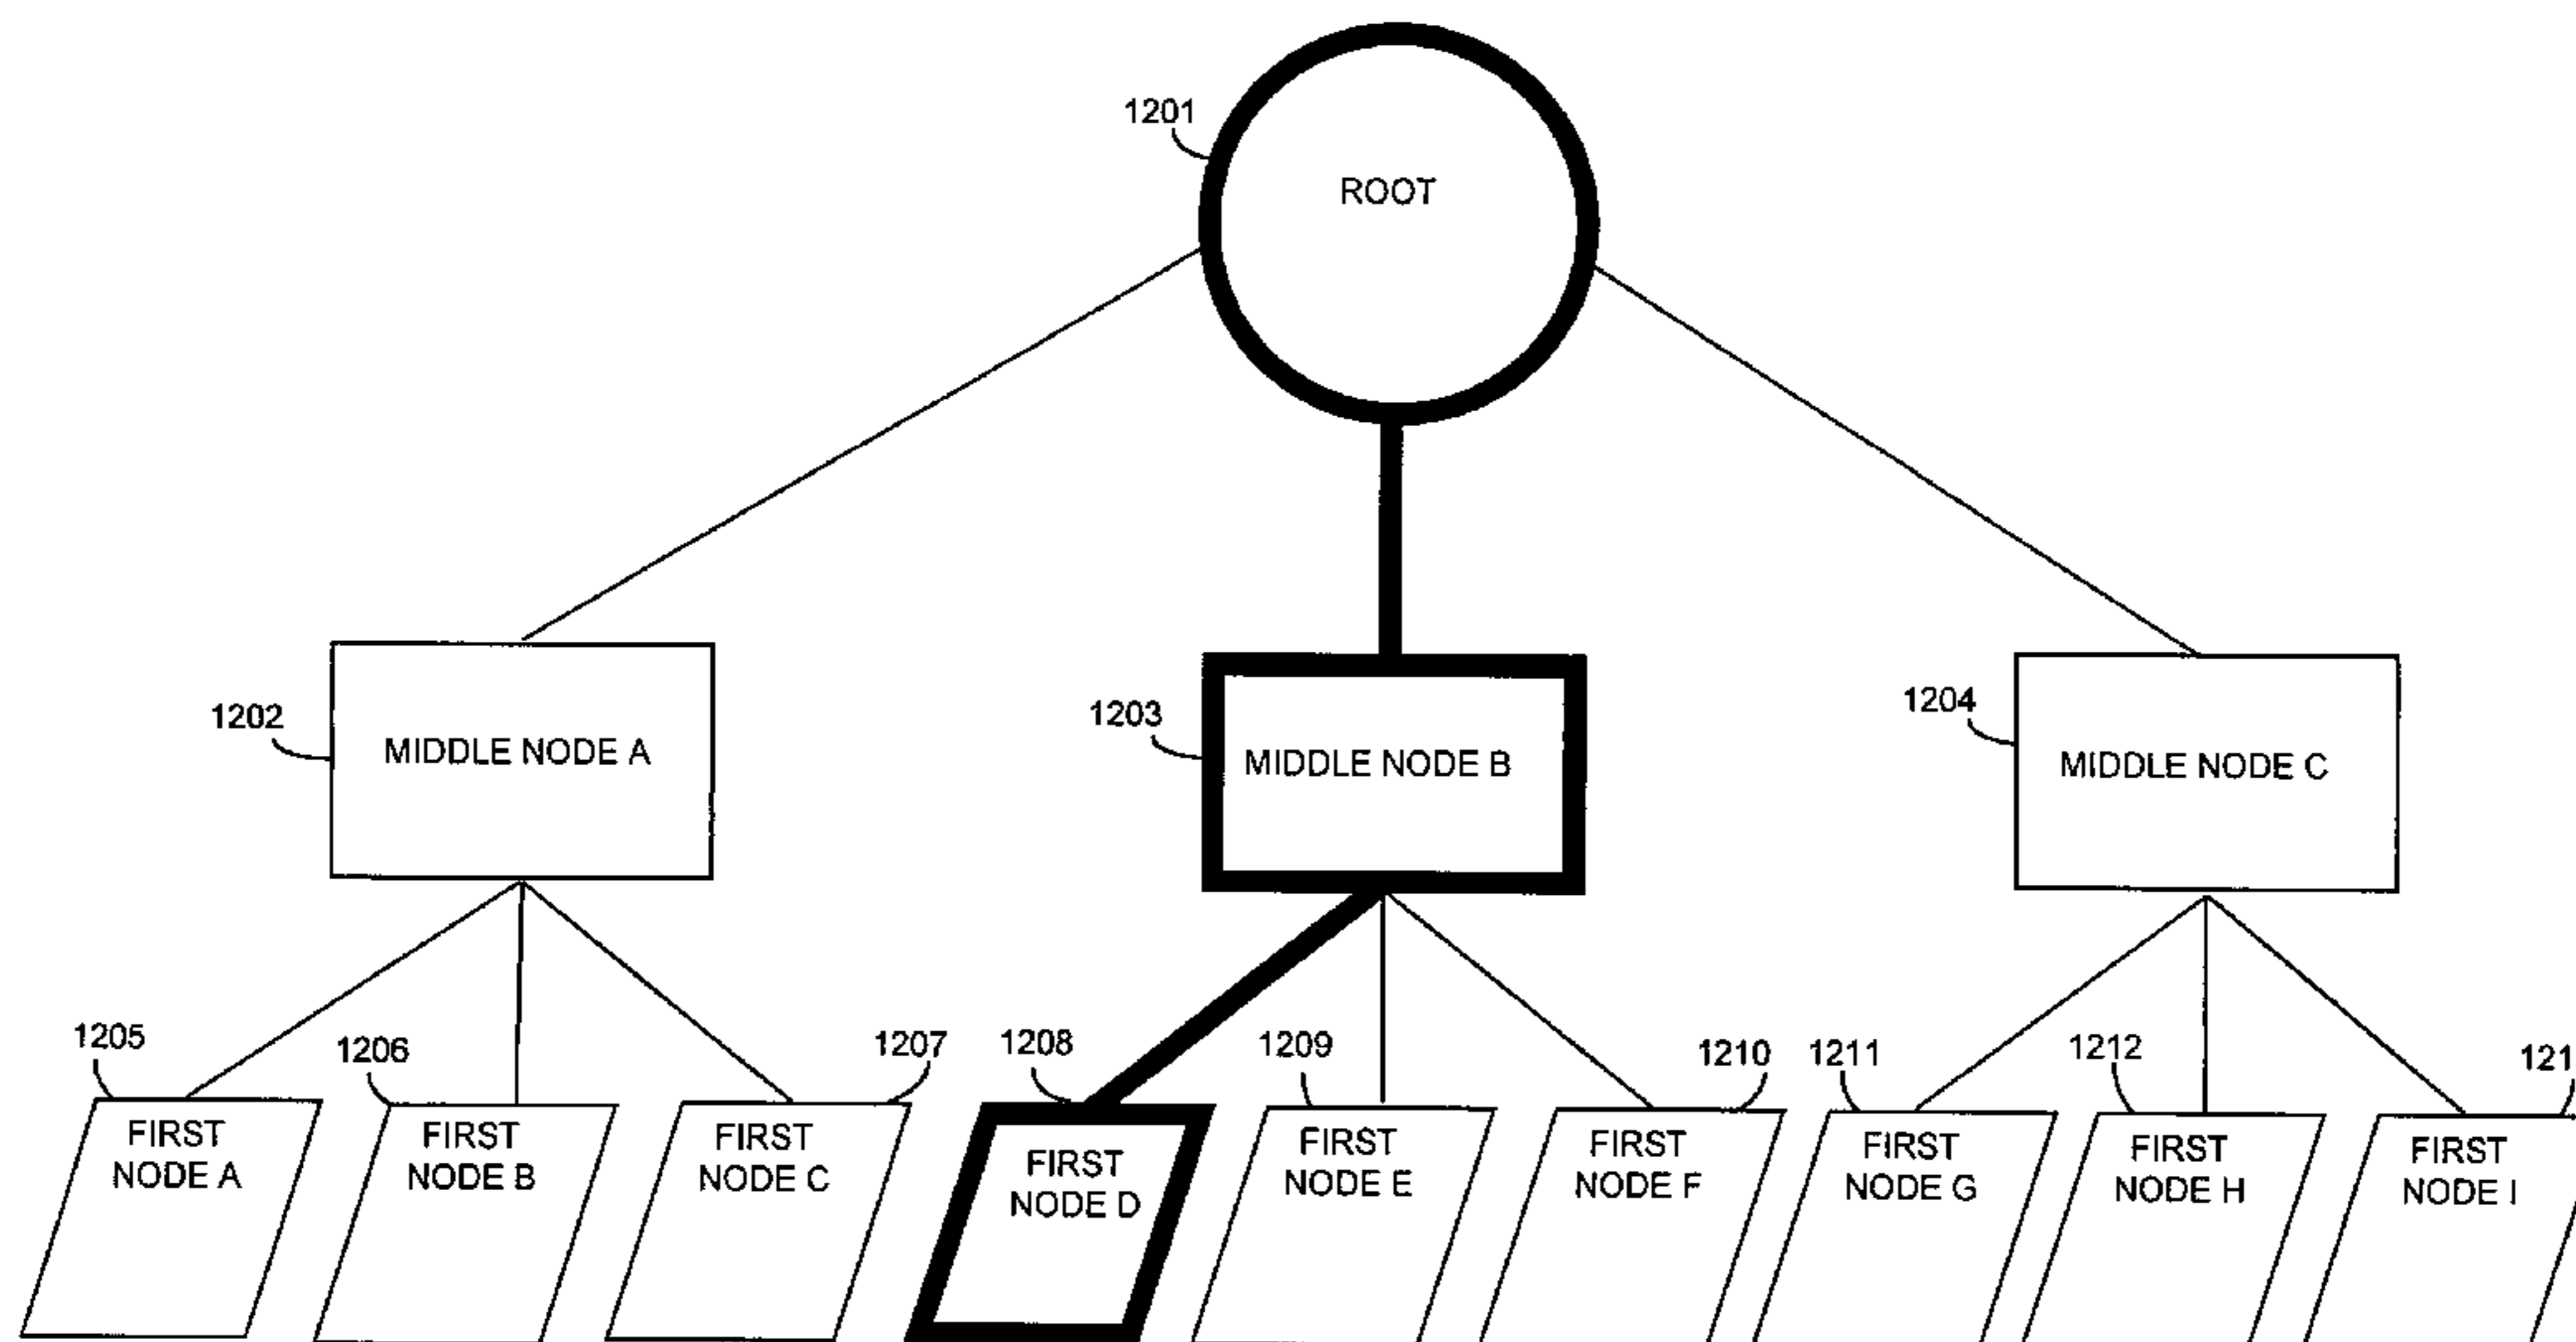 1201
ROOT
1202
MIDDLE NODE A
1203
MIDDLE NODE B
1204
MIDDLE NODE C
1205
FIRST
NODE A
1206
FIRST
NODE B
1207
FIRST
NODE C
1208
FIRST
NODE D
1209
FIRST
NODE E
1210
FIRST
NODE F
1211
FIRST
NODE G
1212
FIRST
NODE H
FIRST
NODE I